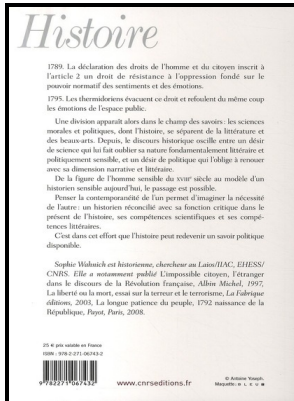 Histoire
1789. La déclaration des droits de l'homme et du citoyen inscrit à
l'article 2 un droit de résistance à l'oppression fondé sur le
pouvoir normatif des sentiments et des émotions.
1795. Les thermidoriens évacuent ce droit et refoulent du même coup
les émotions de l'espace public.
Une division apparaît alors dans le champ des savoirs : les sciences
morales et politiques, dont l'histoire, se séparent de la littérature et
des beaux-arts. Depuis, le discours historique oscille entre un désir
de science qui lui fait oublier sa nature fondamentalement littéraire et
politiquement sensible, et un désir de politique qui l'oblige à renouer
avec sa dimension narrative et littéraire.
De la figure de l'homme sensible du XVIIIe siècle au modèle d'un
historien sensible aujourd'hui, le passage est possible.
Penser la contemporanéité de l'un permet d'imaginer la nécessité
de l'autre : un historien réconcilié avec sa fonction critique dans le
présent de l'histoire, ses compétences scientifiques et ses compé-
tences littéraires.
C'est dans cet effort que l'histoire peut redevenir un savoir politique
disponible.
Sophie Wahnich est historienne, chercheur au Laios/IIAC, EHESS/
CNRS. Elle a notamment publié L'impossible citoyen, l'étranger
dans le discours de la Révolution française, Albin Michel, 1997,
La liberté ou la mort, essai sur la terreur et le terrorisme, La Fabrique
éditions, 2003, La longue patience du peuple, 1792 naissance de la
République, Payot, Paris, 2008.
25 € prix valable en France
ISBN : 978-2-271-06743-2
9 782271 067432
www.cnrseditions.fr
© Antoine Yoseph.
Maquette : BLEUM